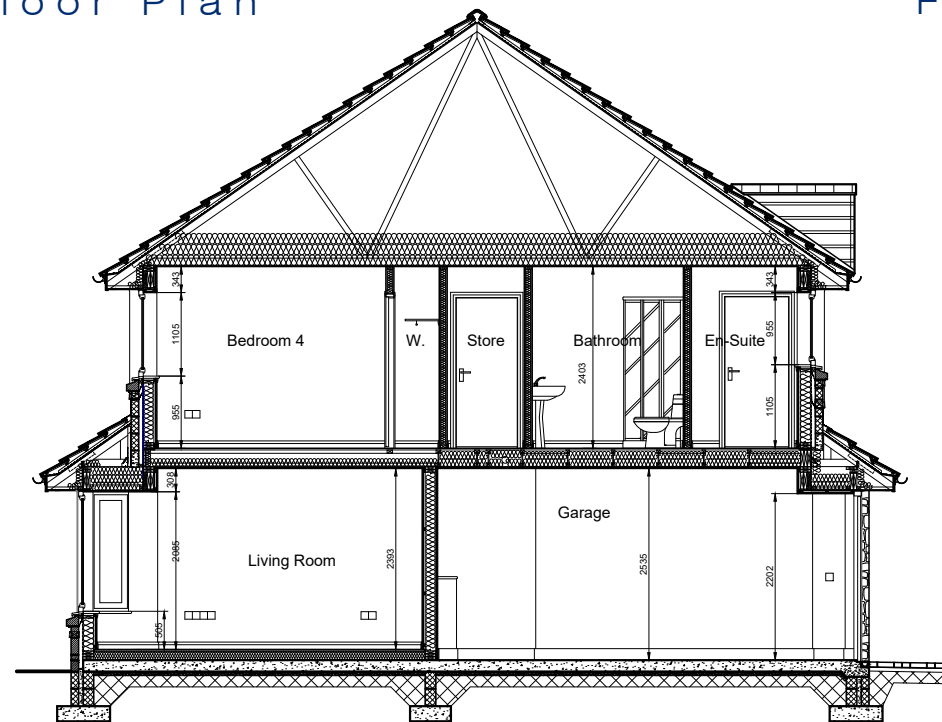 loor Plan
F
343
343
1105
Bedroom 4
W.
Store
Bathroom
En-Suite
955
2403
955
1105
308
Garage
2085
Living Room
2393
2535
2202
505